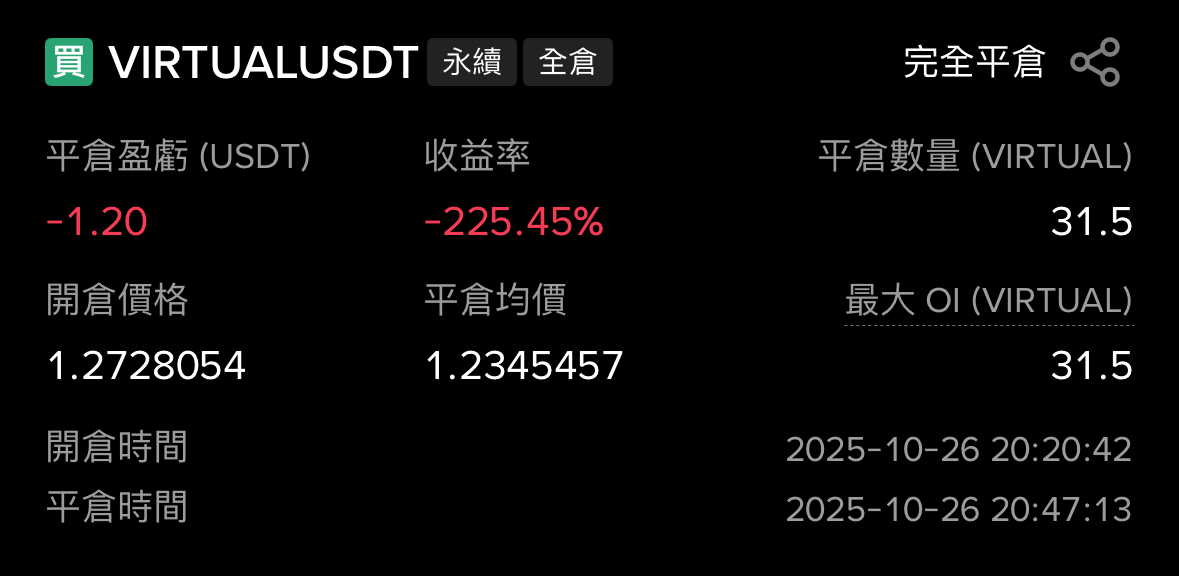 買 VIRTUALUSDT 永續 全倉 完全平倉
平倉盈虧 (USDT) 收益率 平倉數量 (VIRTUAL)
-1.20 -225.45% 31.5
開倉價格 平倉均價 最大 OI (VIRTUAL)
1.2728054 1.2345457 31.5
開倉時間 2025-10-26 20:20:42
平倉時間 2025-10-26 20:47:13